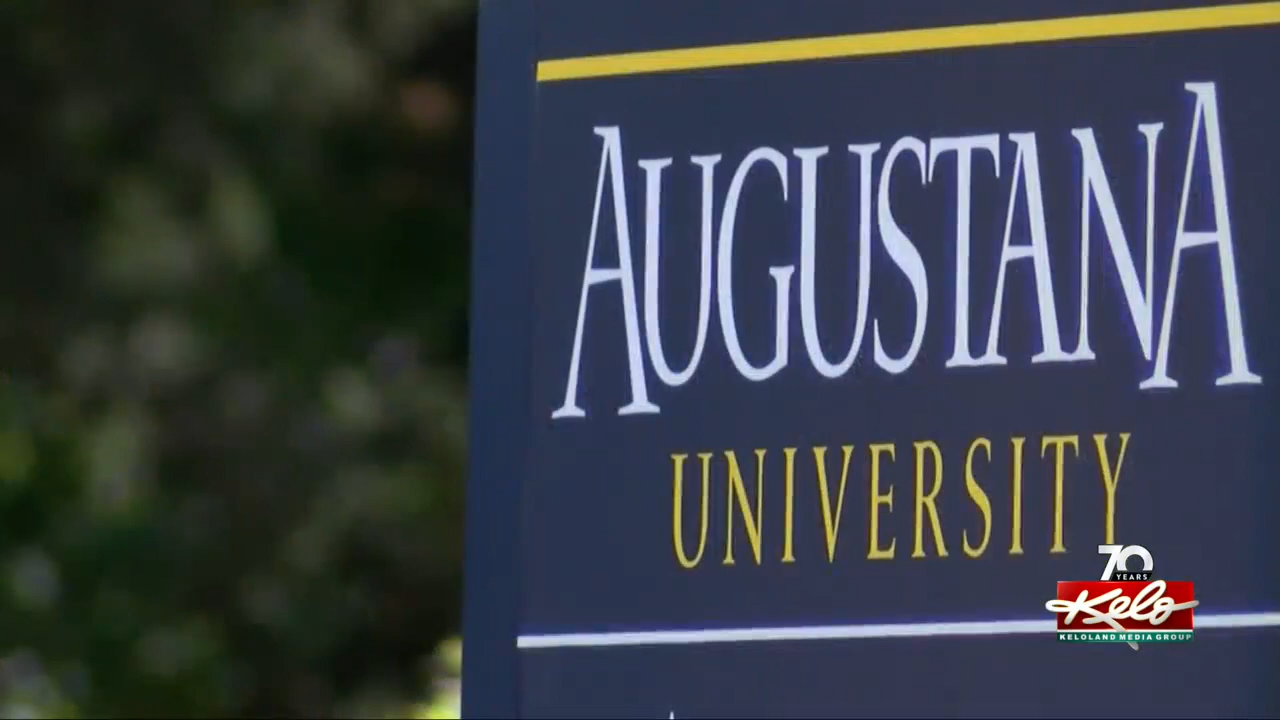 AUGUSTANA
UNIVERSITY
70
YEARS
Kelo
KELOLAND MEDIA GROUP